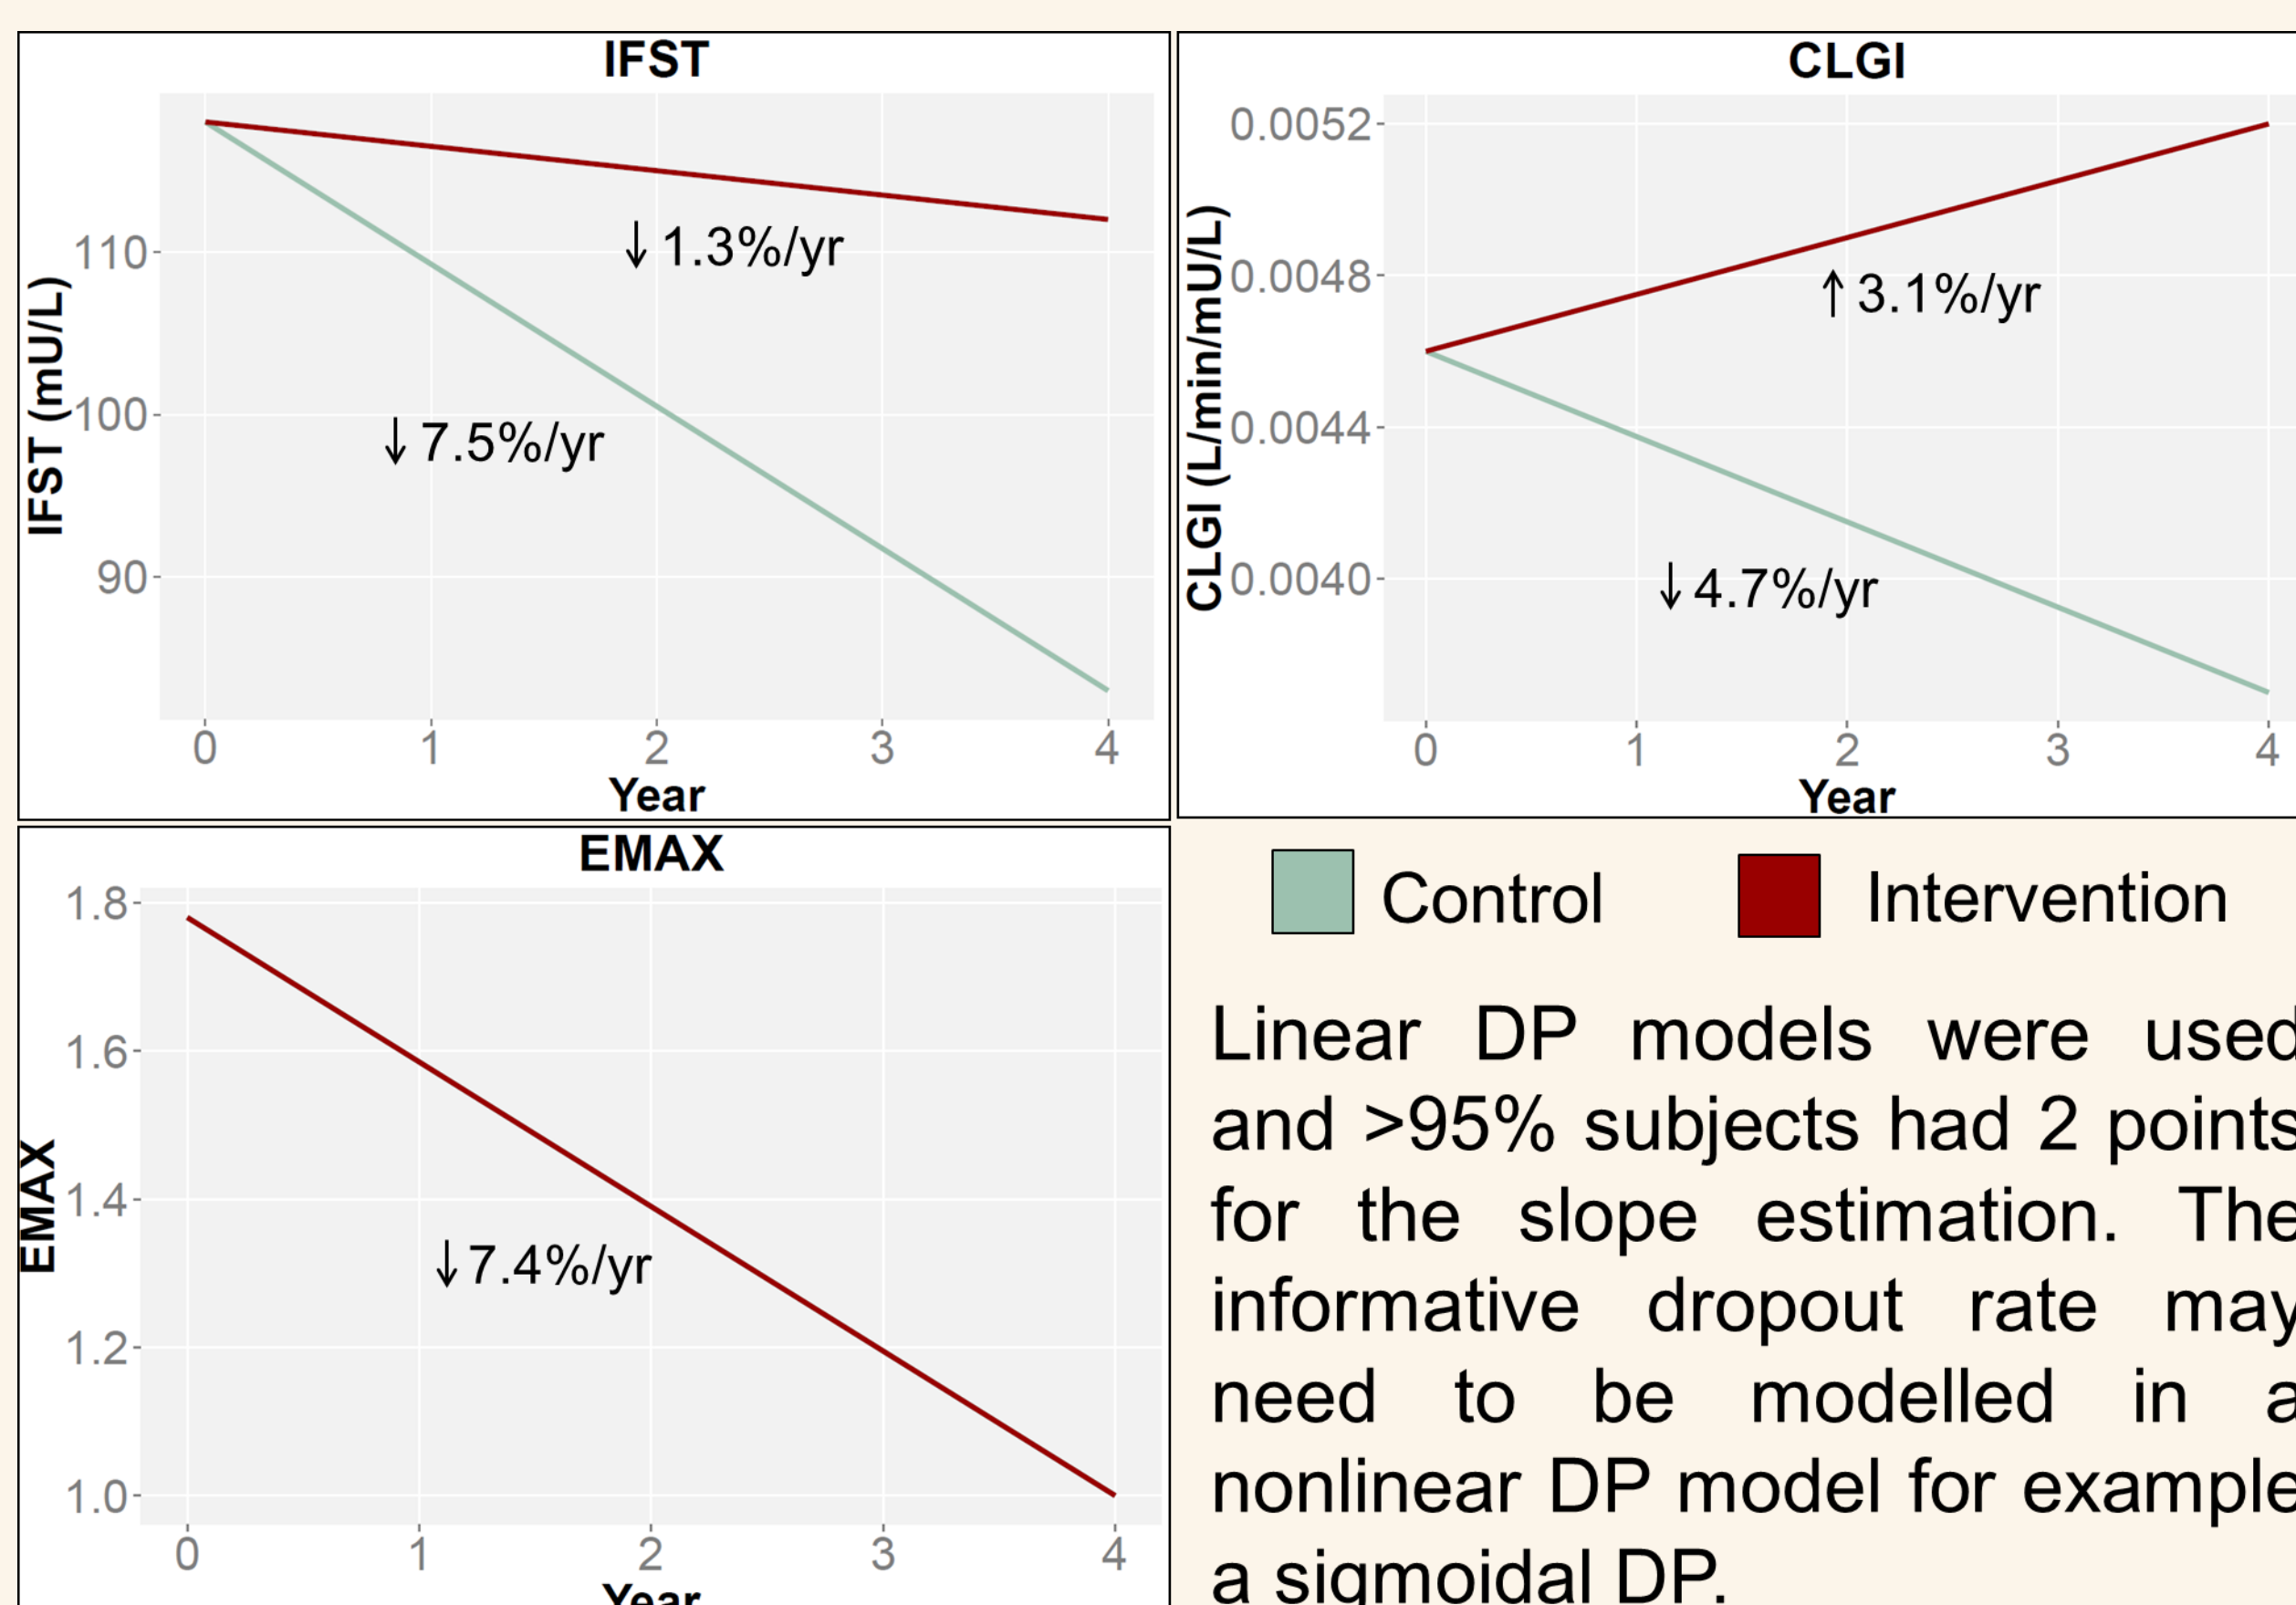 IFST
IFST (mU/L)
110
100
90
↓ 1.3%/yr
↓ 7.5%/yr
0 1 2 3 4
Year
CLGI
CLGI (L/min/mU/L)
0.0052
0.0048
0.0044
0.0040
↑ 3.1%/yr
↓ 4.7%/yr
0 1 2 3 4
Year
EMAX
EMAX
1.8
1.6
1.4
1.2
1.0
↓7.4%/yr
0 1 2 3 4
Year
Control
Intervention
Linear DP models were used
and >95% subjects had 2 points
for the slope estimation. The
informative dropout rate may
need to be modelled in a
nonlinear DP model for example
a sigmoidal DP.